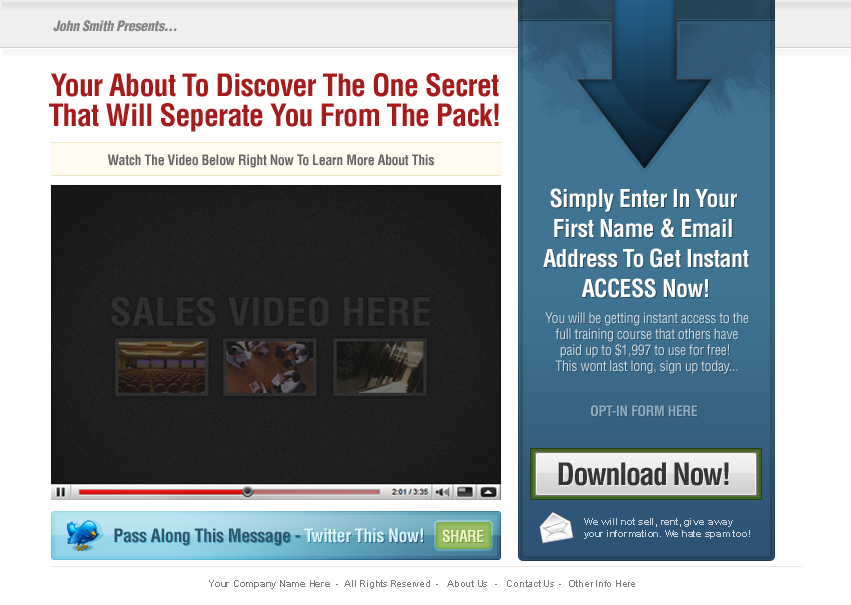 John Smith Presents...
Your About To Discover The One Secret
That Will Seperate You From The Pack!
Watch The Video Below Right Now To Learn More About This
SALES VIDEO HERE
2:01 / 3:35
Pass Along This Message - Twitter This Now!
SHARE
Simply Enter In Your
First Name & Email
Address To Get Instant
ACCESS Now!
You will be getting instant access to the
full training course that others have
paid up to $1,997 to use for free!
This wont last long, sign up today...
OPT-IN FORM HERE
Download Now!
We will not sell, rent, give away
your information. We hate spam too!
Your Company Name Here - All Rights Reserved - About Us - Contact Us - Other Info Here